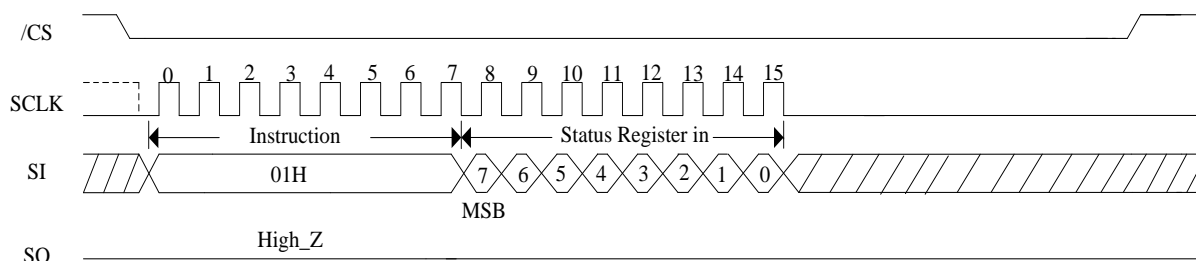 /CS
SCLK
0 1 2 3 4 5 6 7 8 9 10 11 12 13 14 15
Instruction Status Register in
SI
01H 7 6 5 4 3 2 1 0
MSB
High_Z
SO